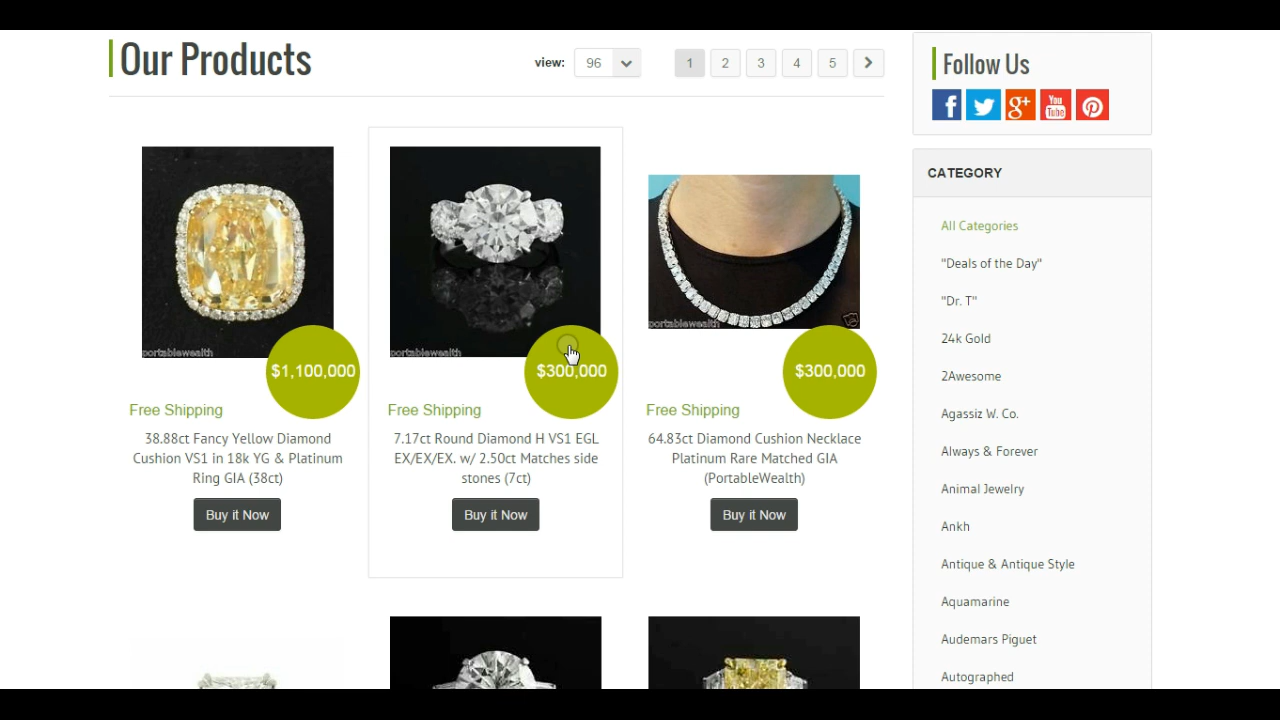 Our Products
view:
96
1
2
3
4
5
portablewealth
$1,100,000
Free Shipping
38.88ct Fancy Yellow Diamond
Cushion VS1 in 18k YG & Platinum
Ring GIA (38ct)
Buy it Now
portablewealth
$300,000
Free Shipping
7.17ct Round Diamond H VS1 EGL
EX/EX/EX. w/ 2.50ct Matches side
stones (7ct)
Buy it Now
portablewealth
$300,000
Free Shipping
64.83ct Diamond Cushion Necklace
Platinum Rare Matched GIA
(PortableWealth)
Buy it Now
Follow Us
f
g+
You
Tube
CATEGORY
All Categories
"Deals of the Day"
"Dr. T"
24k Gold
2Awesome
Agassiz W. Co.
Always & Forever
Animal Jewelry
Ankh
Antique & Antique Style
Aquamarine
Audemars Piguet
Autographed